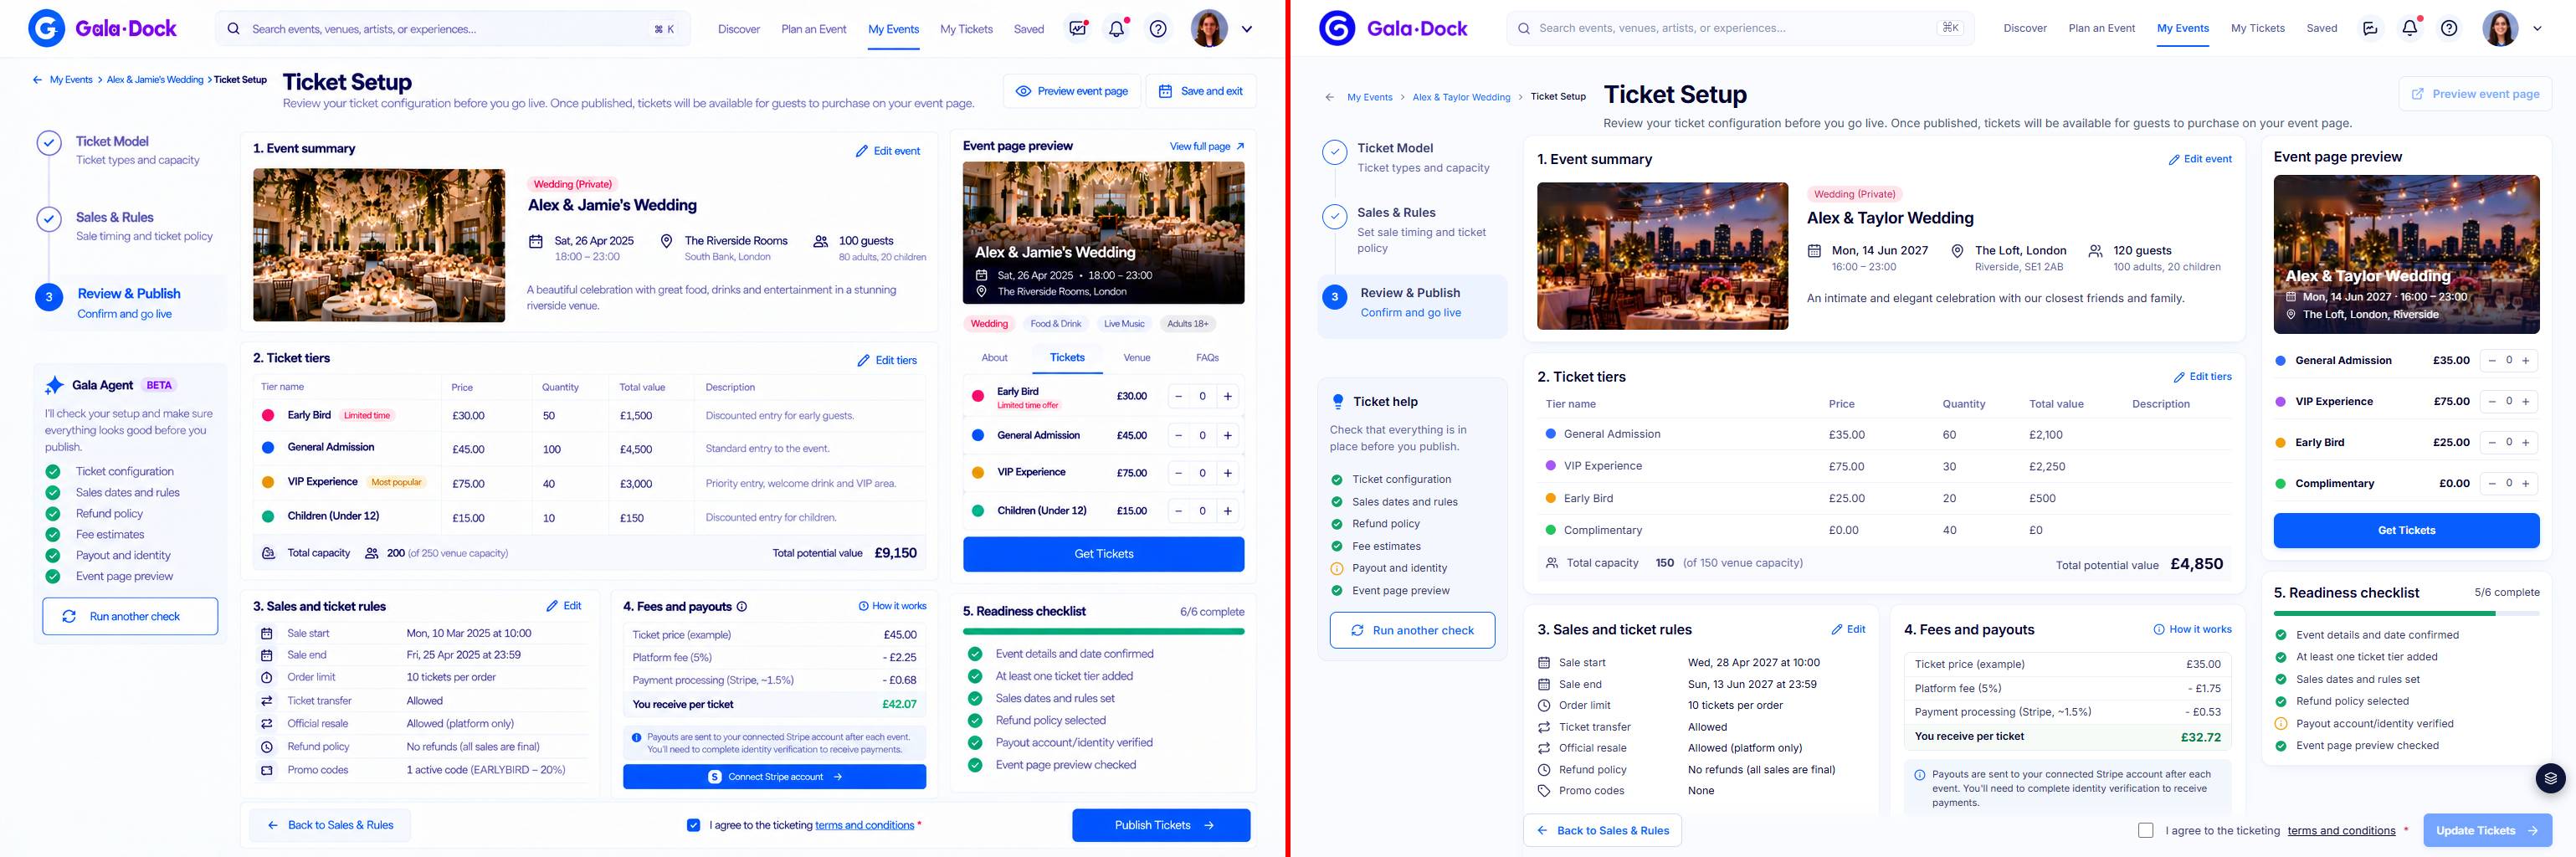 Gala·Dock
Search events, venues, artists, or experiences...
⌘ K
Discover
Plan an Event
My Events
My Tickets
Saved
← My Events > Alex & Jamie's Wedding > Ticket Setup
Ticket Setup
Review your ticket configuration before you go live. Once published, tickets will be available for guests to purchase on your event page.
Preview event page
Save and exit
Ticket Model
Ticket types and capacity
Sales & Rules
Sale timing and ticket policy
3
Review & Publish
Confirm and go live
Gala Agent BETA
I'll check your setup and make sure
everything looks good before you
publish.
Ticket configuration
Sales dates and rules
Refund policy
Fee estimates
Payout and identity
Event page preview
Run another check
1. Event summary
Edit event
Wedding (Private)
Alex & Jamie's Wedding
Sat, 26 Apr 2025
18:00 – 23:00
The Riverside Rooms
South Bank, London
100 guests
80 adults, 20 children
A beautiful celebration with great food, drinks and entertainment in a stunning
riverside venue.
2. Ticket tiers
Edit tiers
Tier name Price Quantity Total value Description
Early Bird Limited time £30.00 50 £1,500 Discounted entry for early guests.
General Admission £45.00 100 £4,500 Standard entry to the event.
VIP Experience Most popular £75.00 40 £3,000 Priority entry, welcome drink and VIP area.
Children (Under 12) £15.00 10 £150 Discounted entry for children.
Total capacity 200 (of 250 venue capacity) Total potential value £9,150
3. Sales and ticket rules
Edit
Sale start Mon, 10 Mar 2025 at 10:00
Sale end Fri, 25 Apr 2025 at 23:59
Order limit 10 tickets per order
Ticket transfer Allowed
Official resale Allowed (platform only)
Refund policy No refunds (all sales are final)
Promo codes 1 active code (EARLYBIRD – 20%)
4. Fees and payouts
How it works
Ticket price (example) £45.00
Platform fee (5%) - £2.25
Payment processing (Stripe, ~1.5%) - £0.68
You receive per ticket £42.07
Payouts are sent to your connected Stripe account after each event.
You'll need to complete identity verification to receive payments.
S Connect Stripe account →
Event page preview
View full page
Alex & Jamie's Wedding
Sat, 26 Apr 2025 • 18:00 – 23:00
The Riverside Rooms, London
Wedding
Food & Drink
Live Music
Adults 18+
About
Tickets
Venue
FAQs
Early Bird £30.00 − 0 +
Limited time offer
General Admission £45.00 − 0 +
VIP Experience £75.00 − 0 +
Children (Under 12) £15.00 − 0 +
Get Tickets
5. Readiness checklist
6/6 complete
Event details and date confirmed
At least one ticket tier added
Sales dates and rules set
Refund policy selected
Payout account/identity verified
Event page preview checked
← Back to Sales & Rules
I agree to the ticketing terms and conditions *
Publish Tickets →
Gala·Dock
Search events, venues, artists, or experiences...
⌘K
Discover
Plan an Event
My Events
My Tickets
Saved
← My Events > Alex & Taylor Wedding > Ticket Setup
Ticket Setup
Review your ticket configuration before you go live. Once published, tickets will be available for guests to purchase on your event page.
Preview event page
Ticket Model
Ticket types and capacity
Sales & Rules
Set sale timing and ticket
policy
3
Review & Publish
Confirm and go live
Ticket help
Check that everything is in
place before you publish.
Ticket configuration
Sales dates and rules
Refund policy
Fee estimates
Payout and identity
Event page preview
Run another check
1. Event summary
Edit event
Wedding (Private)
Alex & Taylor Wedding
Mon, 14 Jun 2027
16:00 – 23:00
The Loft, London
Riverside, SE1 2AB
120 guests
100 adults, 20 children
An intimate and elegant celebration with our closest friends and family.
2. Ticket tiers
Edit tiers
Tier name Price Quantity Total value Description
General Admission £35.00 60 £2,100
VIP Experience £75.00 30 £2,250
Early Bird £25.00 20 £500
Complimentary £0.00 40 £0
Total capacity 150 (of 150 venue capacity) Total potential value £4,850
3. Sales and ticket rules
Edit
Sale start Wed, 28 Apr 2027 at 10:00
Sale end Sun, 13 Jun 2027 at 23:59
Order limit 10 tickets per order
Ticket transfer Allowed
Official resale Allowed (platform only)
Refund policy No refunds (all sales are final)
Promo codes None
4. Fees and payouts
How it works
Ticket price (example) £35.00
Platform fee (5%) - £1.75
Payment processing (Stripe, ~1.5%) - £0.53
You receive per ticket £32.72
Payouts are sent to your connected Stripe account after each
event. You'll need to complete identity verification to receive
payments.
Event page preview
Alex & Taylor Wedding
Mon, 14 Jun 2027 · 16:00 – 23:00
The Loft, London, Riverside
General Admission £35.00 − 0 +
VIP Experience £75.00 − 0 +
Early Bird £25.00 − 0 +
Complimentary £0.00 − 0 +
Get Tickets
5. Readiness checklist
5/6 complete
Event details and date confirmed
At least one ticket tier added
Sales dates and rules set
Refund policy selected
Payout account/identity verified
Event page preview checked
← Back to Sales & Rules
I agree to the ticketing terms and conditions *
Update Tickets →